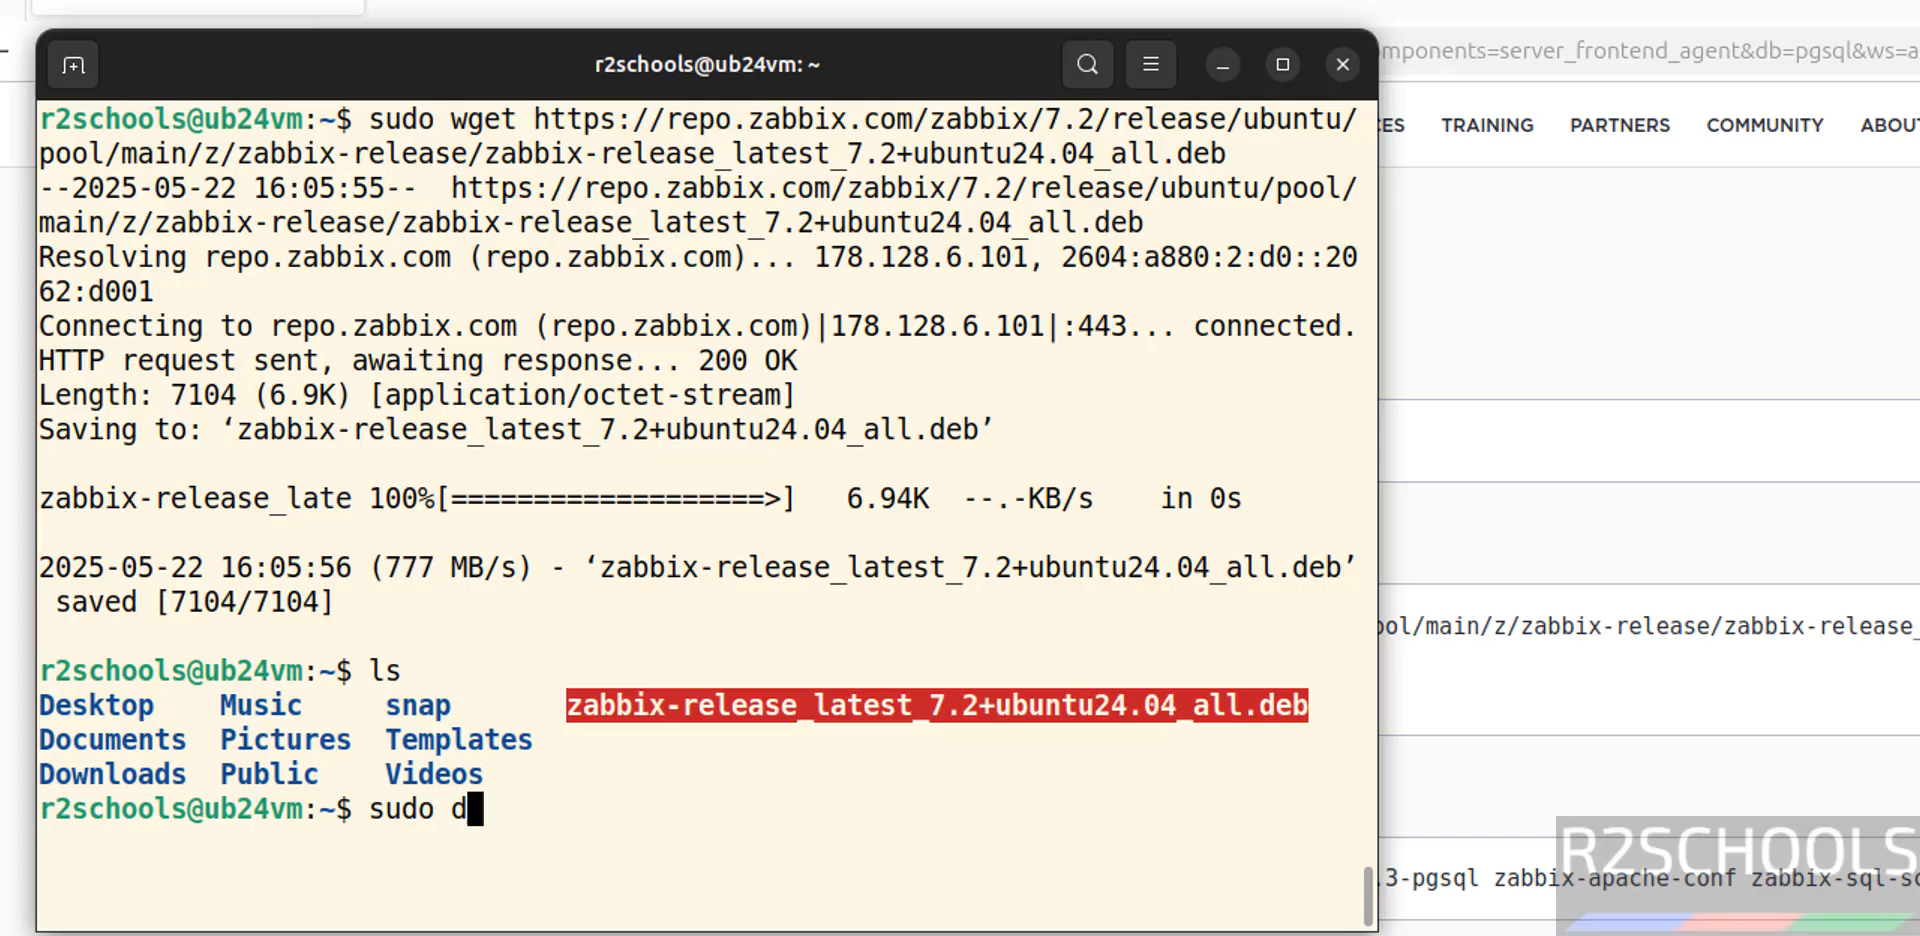 r2schools@ub24vm: ~
mponents=server_frontend_agent&db=pgsql&ws=a
TRAINING PARTNERS COMMUNITY
r2schools@ub24vm:~$ sudo wget https://repo.zabbix.com/zabbix/7.2/release/ubuntu/
pool/main/z/zabbix-release/zabbix-release_latest_7.2+ubuntu24.04_all.deb
--2025-05-22 16:05:55--  https://repo.zabbix.com/zabbix/7.2/release/ubuntu/pool/
main/z/zabbix-release/zabbix-release_latest_7.2+ubuntu24.04_all.deb
Resolving repo.zabbix.com (repo.zabbix.com)... 178.128.6.101, 2604:a880:2:d0::20
62:d001
Connecting to repo.zabbix.com (repo.zabbix.com)|178.128.6.101|:443... connected.
HTTP request sent, awaiting response... 200 OK
Length: 7104 (6.9K) [application/octet-stream]
Saving to: ‘zabbix-release_latest_7.2+ubuntu24.04_all.deb’
zabbix-release_late 100%[===================>]   6.94K  --.-KB/s    in 0s
2025-05-22 16:05:56 (777 MB/s) - ‘zabbix-release_latest_7.2+ubuntu24.04_all.deb’
saved [7104/7104]
ool/main/z/zabbix-release/zabbix-release_
r2schools@ub24vm:~$ ls
Desktop Music snap zabbix-release_latest_7.2+ubuntu24.04_all.deb
Documents Pictures Templates
Downloads Public Videos
r2schools@ub24vm:~$ sudo d
R2SCHOOLS
.3-pgsql zabbix-apache-conf zabbix-sql-sc